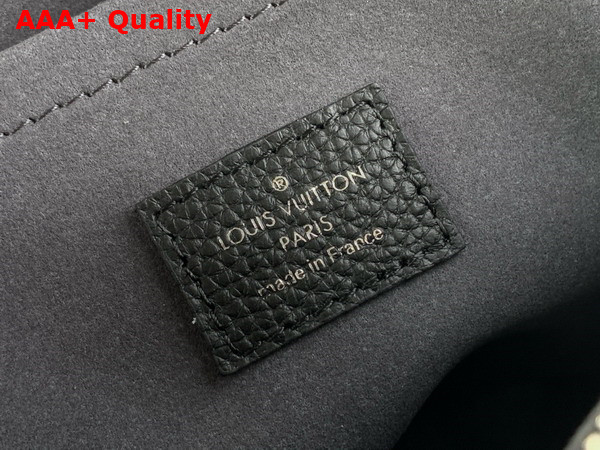 AAA+ Quality
®
LOUIS VUITTON
PARIS
made in France